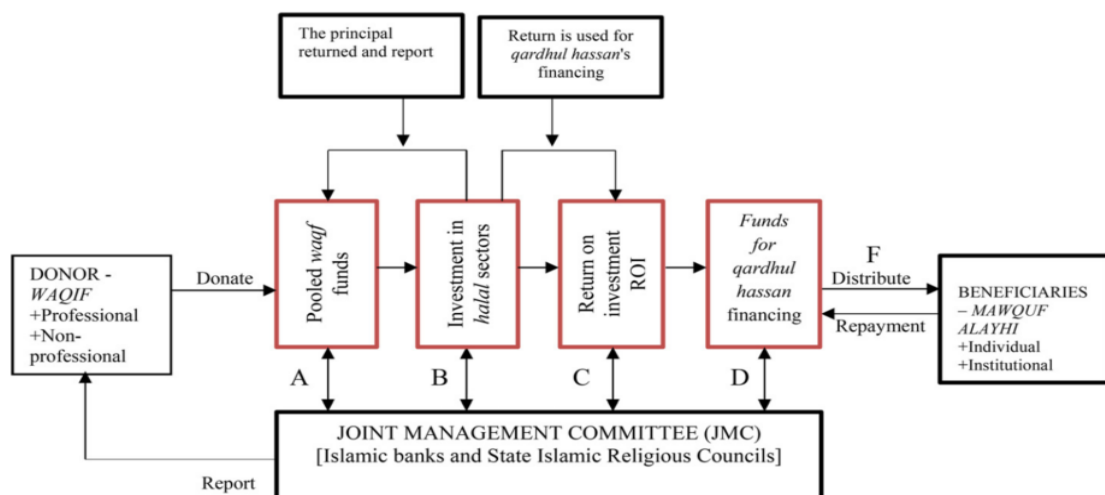 The principal
returned and report
Return is used for
qardhul hassan's
financing
DONOR -
WAQIF
+Professional
+Non-
professional
Donate
Pooled waqf
funds
Investment in
halal sectors
Return on
investment
ROI
Funds
for
qardhul
hassan
financing
F
Distribute
Repayment
BENEFICIARIES
– MAWQUF
ALAYHI
+Individual
+Institutional
A
B
C
D
JOINT MANAGEMENT COMMITTEE (JMC)
[Islamic banks and State Islamic Religious Councils]
Report